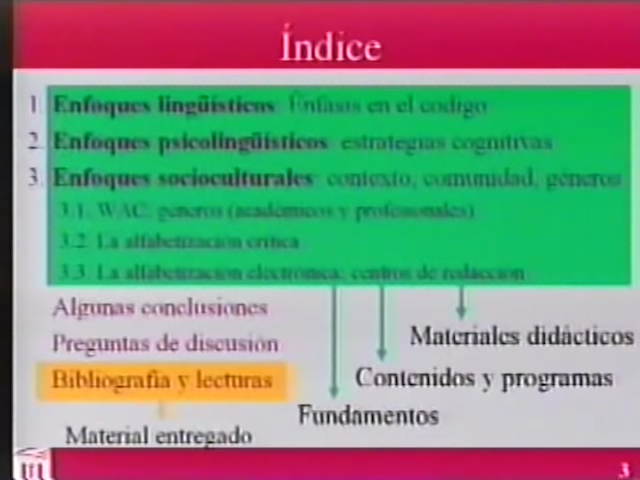 Índice
1. Enfoques lingüísticos: Énfasis en el código
2. Enfoques psicolingüísticos: estrategias cognitivas
3. Enfoques socioculturales: contexto, comunidad, géneros
3.1. WAC: géneros (académicos y profesionales)
3.2. La alfabetización crítica
3.3. La alfabetización electrónica; centros de redacción
Algunas conclusiones
Preguntas de discusión
Bibliografía y lecturas
Materiales didácticos
Contenidos y programas
Fundamentos
Material entregado
3